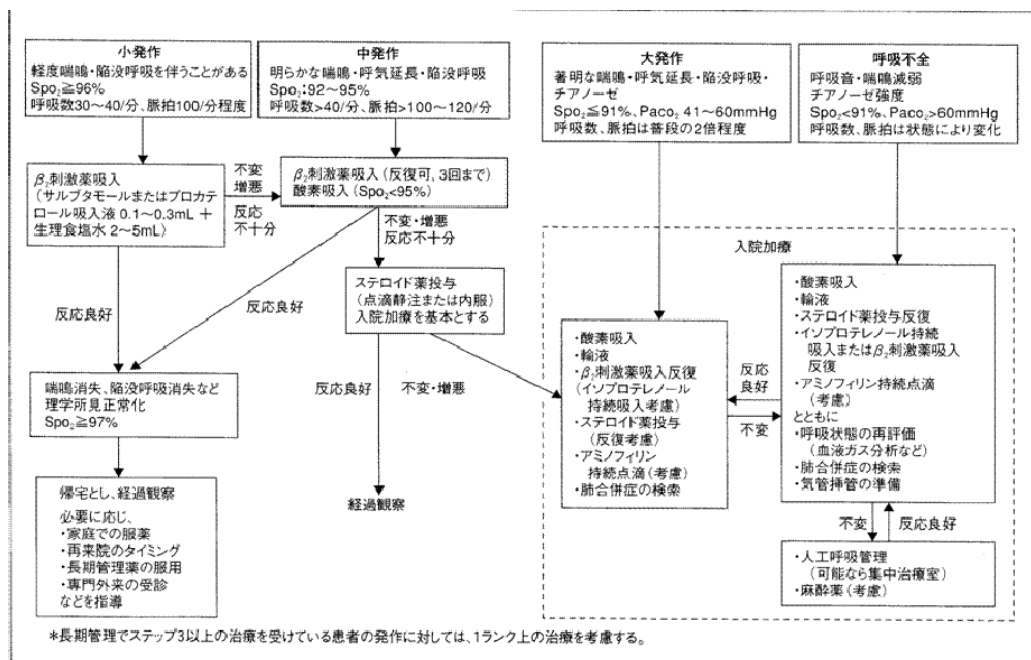 小発作
軽度喘鳴・陥没呼吸を伴うことがある
Spo₂≧96%
呼吸数30〜40/分、脈拍100/分程度
中発作
明らかな喘鳴・呼気延長・陥没呼吸
Spo₂:92〜95%
呼吸数>40/分、脈拍>100〜120/分
大発作
著明な喘鳴・呼気延長・陥没呼吸・
チアノーゼ
Spo₂≦91%、Paco₂ 41〜60mmHg
呼吸数、脈拍は普段の2倍程度
呼吸不全
呼吸音・喘鳴減弱
チアノーゼ強度
Spo₂<91%、Paco₂>60mmHg
呼吸数、脈拍は状態により変化
β₂刺激薬吸入
(サルブタモールまたはプロカテ
ロール吸入液 0.1〜0.3mL +
生理食塩水 2〜5mL)
不変
増悪
反応
不十分
β₂刺激薬吸入(反復可、3回まで)
酸素吸入(Spo₂<95%)
不変・増悪
反応不十分
反応良好
反応良好
ステロイド薬投与
(点滴静注または内服)
入院加療を基本とする
反応良好
不変・増悪
経過観察
喘鳴消失、陥没呼吸消失など
理学所見正常化
Spo₂≧97%
帰宅とし、経過観察
必要に応じ、
・家庭での服薬
・再来院のタイミング
・長期管理薬の服用
・専門外来の受診
などを指導
入院加療
・酸素吸入
・輸液
・β₂刺激薬吸入反復
(イソプロテレノール
持続吸入考慮)
・ステロイド薬投与
(反復考慮)
・アミノフィリン
持続点滴(考慮)
・肺合併症の検索
反応
良好
不変
・酸素吸入
・輸液
・ステロイド薬投与反復
・イソプロテレノール持続
吸入またはβ₂刺激薬吸入
反復
・アミノフィリン持続点滴
(考慮)
とともに
・呼吸状態の再評価
(血液ガス分析など)
・肺合併症の検索
・気管挿管の準備
不変
反応良好
・人工呼吸管理
(可能なら集中治療室)
・麻酔薬(考慮)
*長期管理でステップ3以上の治療を受けている患者の発作に対しては、1ランク上の治療を考慮する。